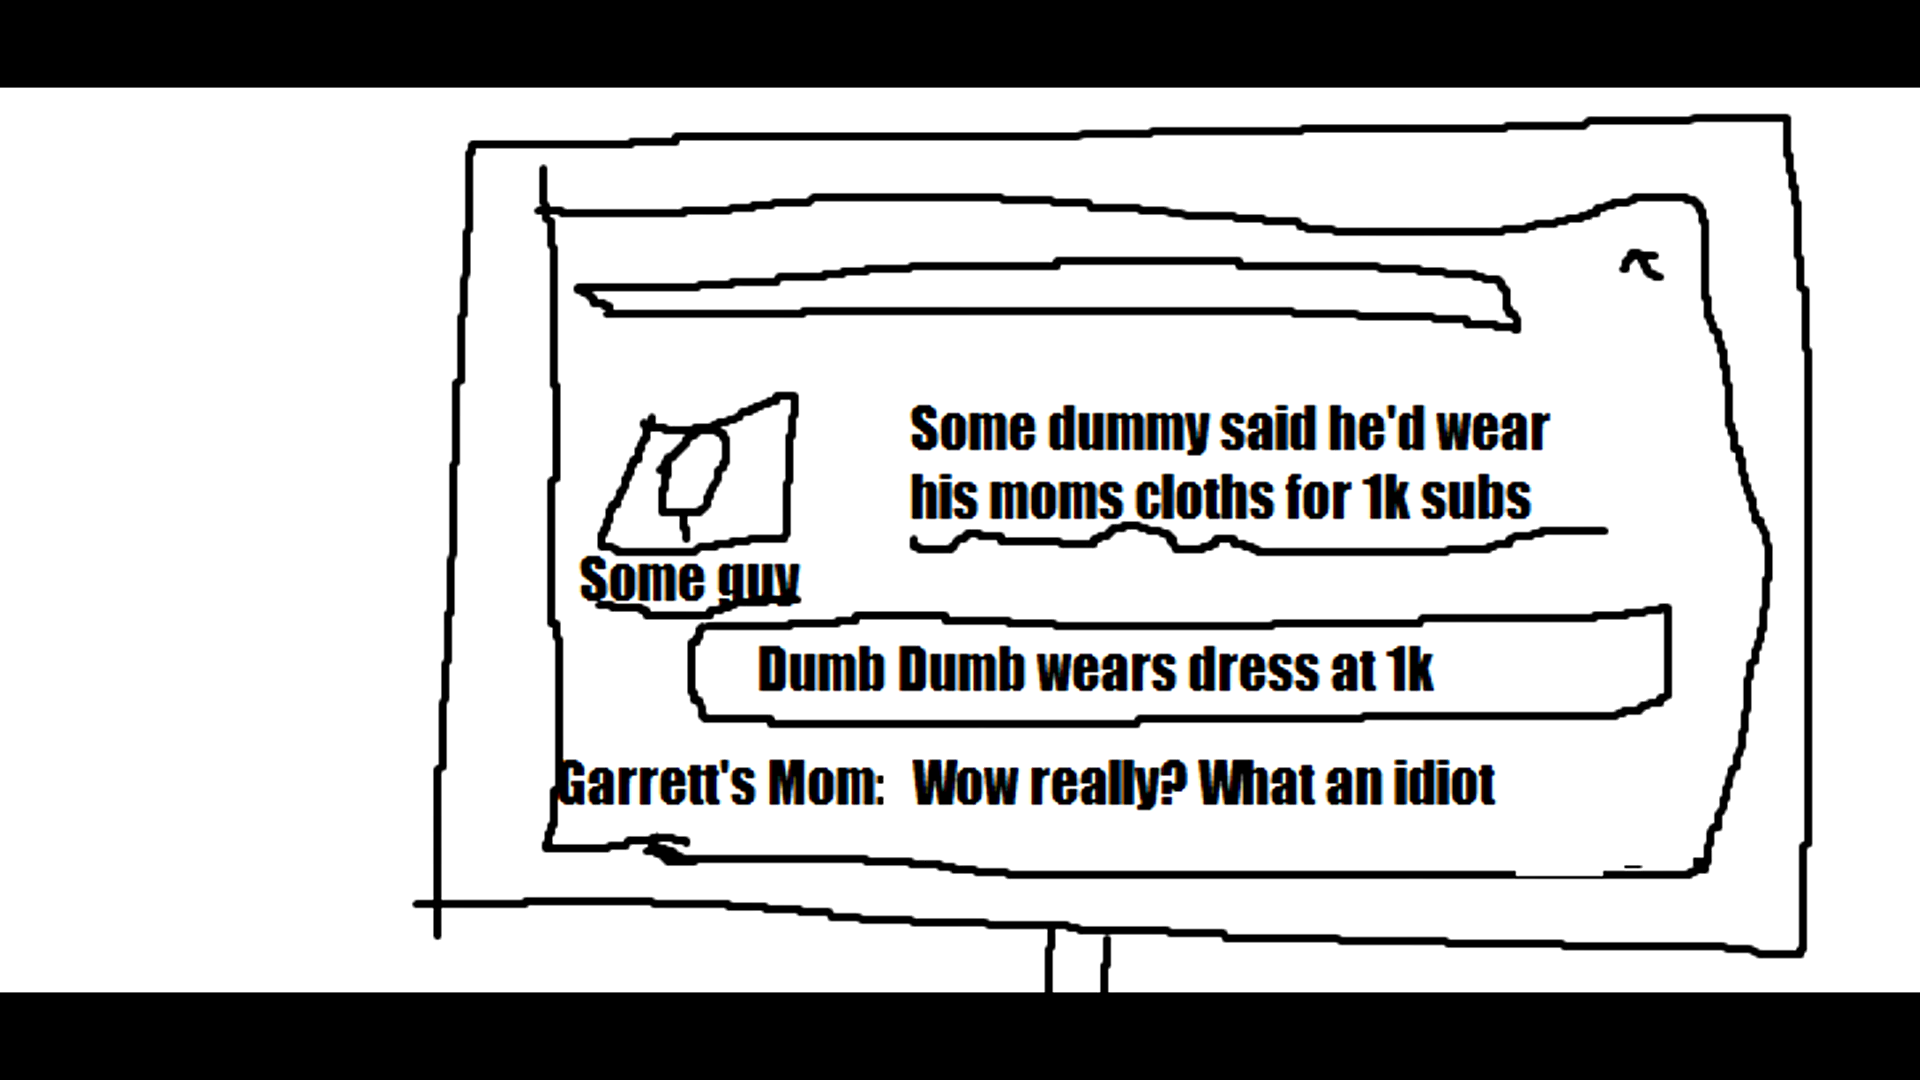 Some dummy said he'd wear
his moms cloths for 1k subs
Some guy
Dumb Dumb wears dress at 1k
Garrett's Mom: Wow really? What an idiot